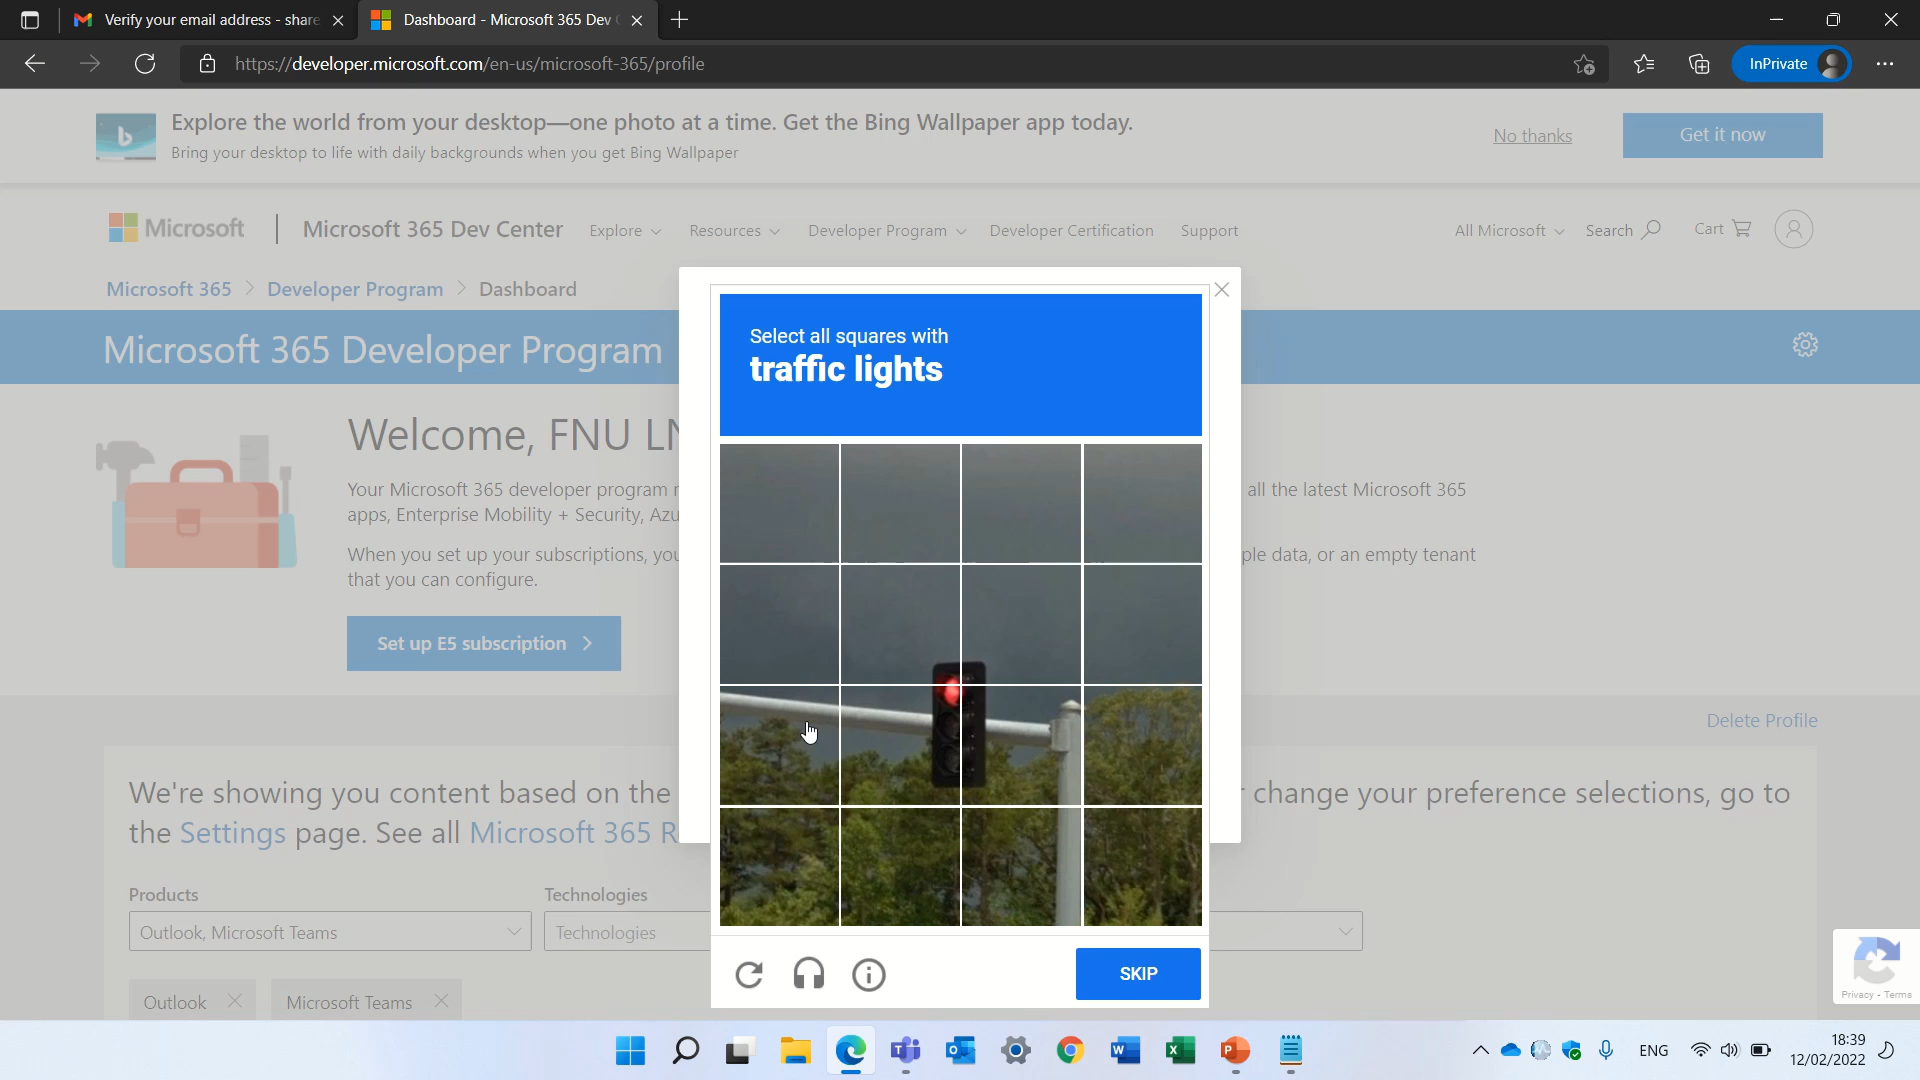 Verify your email address - share
Dashboard - Microsoft 365 Dev
https://developer.microsoft.com/en-us/microsoft-365/profile
InPrivate
Explore the world from your desktop—one photo at a time. Get the Bing Wallpaper app today.
Bring your desktop to life with daily backgrounds when you get Bing Wallpaper
No thanks
Get it now
Microsoft
Microsoft 365 Dev Center
Explore
Resources
Developer Program
Developer Certification
Support
All Microsoft
Search
Cart
Microsoft 365 > Developer Program > Dashboard
Microsoft 365 Developer Program
Select all squares with
traffic lights
Welcome, FNU LN
Your Microsoft 365 developer program
all the latest Microsoft 365
apps, Enterprise Mobility + Security, Azu
When you set up your subscriptions, you
ple data, or an empty tenant
that you can configure.
Set up E5 subscription
Delete Profile
We're showing you content based on the
change your preference selections, go to
the Settings page. See all Microsoft 365 R
Products
Technologies
Outlook, Microsoft Teams
Technologies
Outlook
Microsoft Teams
SKIP
Privacy - Terms
ENG
18:39
12/02/2022